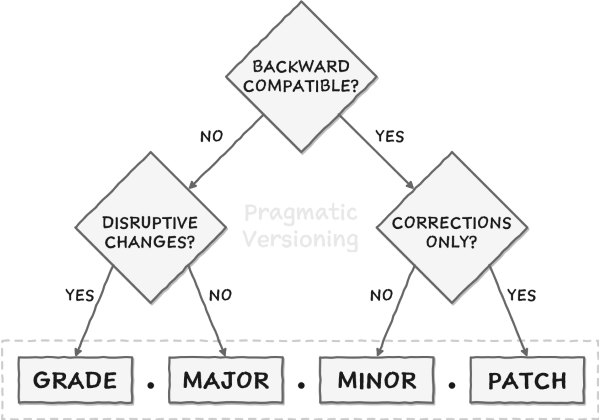 BACKWARD
COMPATIBLE?
NO
YES
Pragmatic
Versioning
DISRUPTIVE
CHANGES?
CORRECTIONS
ONLY?
YES
NO
NO
YES
GRADE . MAJOR . MINOR . PATCH